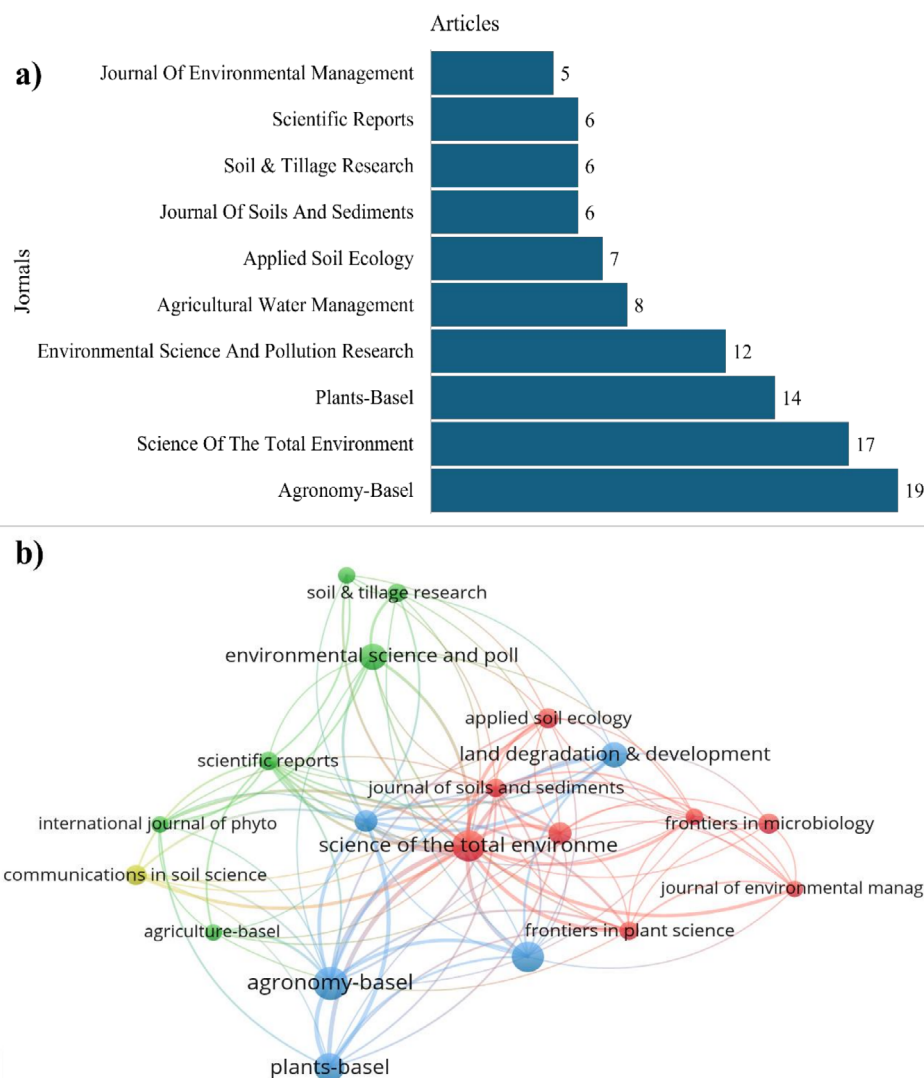 Articles
a)
Journal Of Environmental Management
5
Scientific Reports
6
Soil & Tillage Research
6
Journal Of Soils And Sediments
6
Applied Soil Ecology
7
Jornals
Agricultural Water Management
8
Environmental Science And Pollution Research
12
Plants-Basel
14
Science Of The Total Environment
17
Agronomy-Basel
19
b)
soil & tillage research
environmental science and poll
applied soil ecology
land degradation & development
scientific reports
journal of soils and sediments
international journal of phyto
frontiers in microbiology
science of the total environme
communications in soil science
journal of environmental manag
agriculture-basel
frontiers in plant science
agronomy-basel
plants-basel